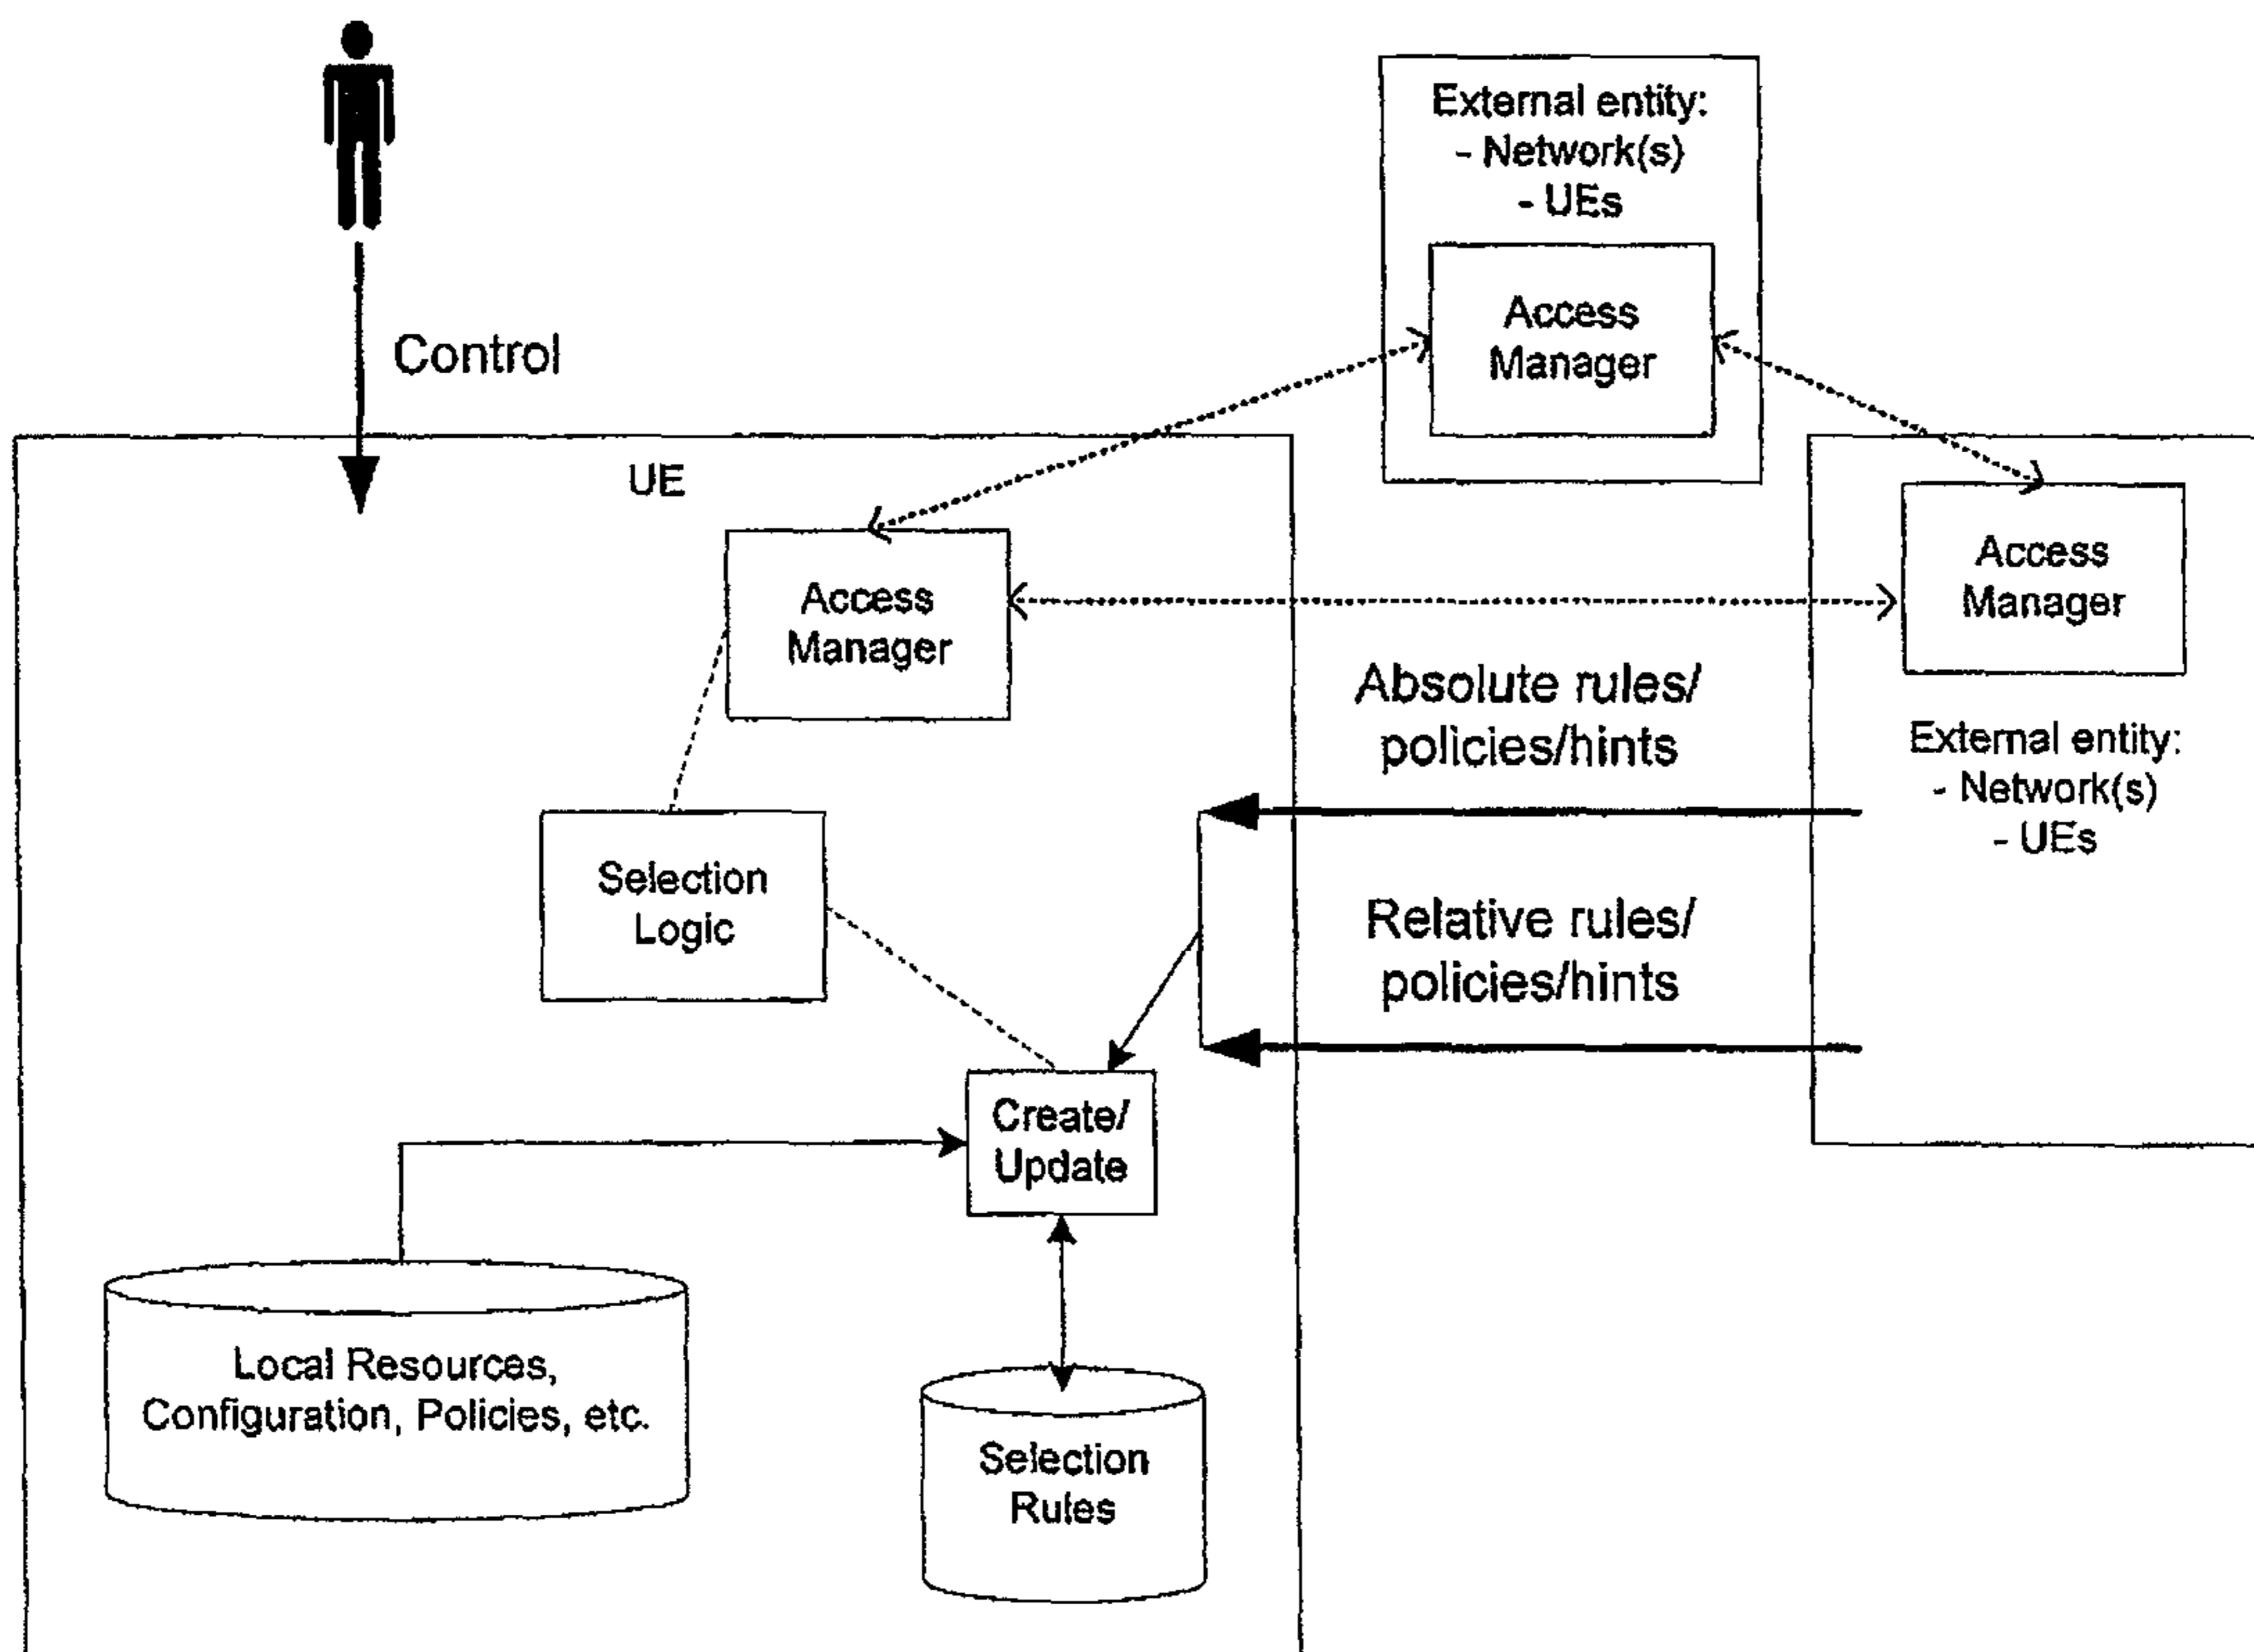 External entity:
- Network(s)
- UEs
Access
Manager
Control
UE
Access
Manager
Access
Manager
Absolute rules/
policies/hints
External entity:
- Network(s)
- UEs
Selection
Logic
Relative rules/
policies/hints
Create/
Update
Local Resources,
Configuration, Policies, etc.
Selection
Rules